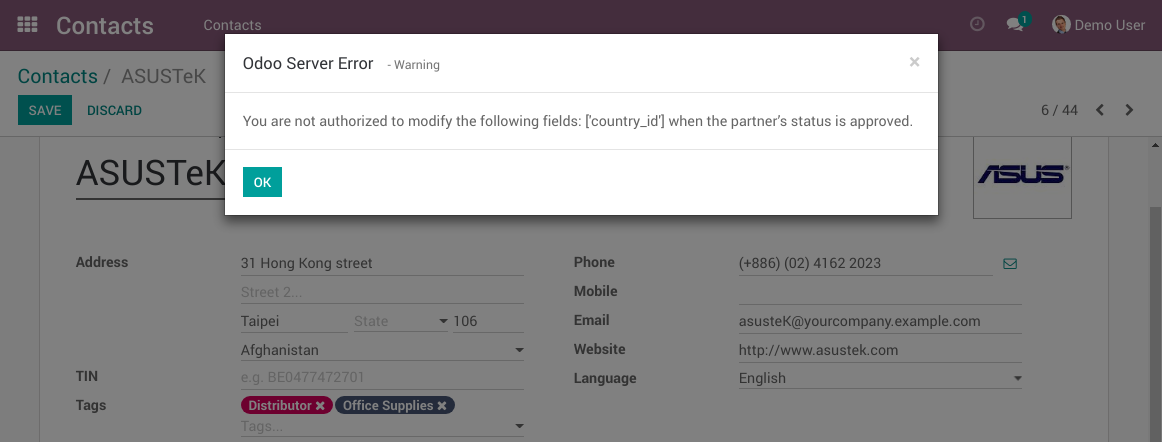 Contacts
Contacts
1
Demo User
Odoo Server Error - Warning ×
Contacts / ASUSTeK
SAVE DISCARD
6 / 44
You are not authorized to modify the following fields: ['country_id'] when the partner’s status is approved.
OK
ASUSTeK
ASUS
Address
31 Hong Kong street
Street 2...
Taipei State 106
Afghanistan
TIN e.g. BE0477472701
Tags Distributor × Office Supplies ×
Tags...
Phone (+886) (02) 4162 2023
Mobile
Email asusteK@yourcompany.example.com
Website http://www.asustek.com
Language English